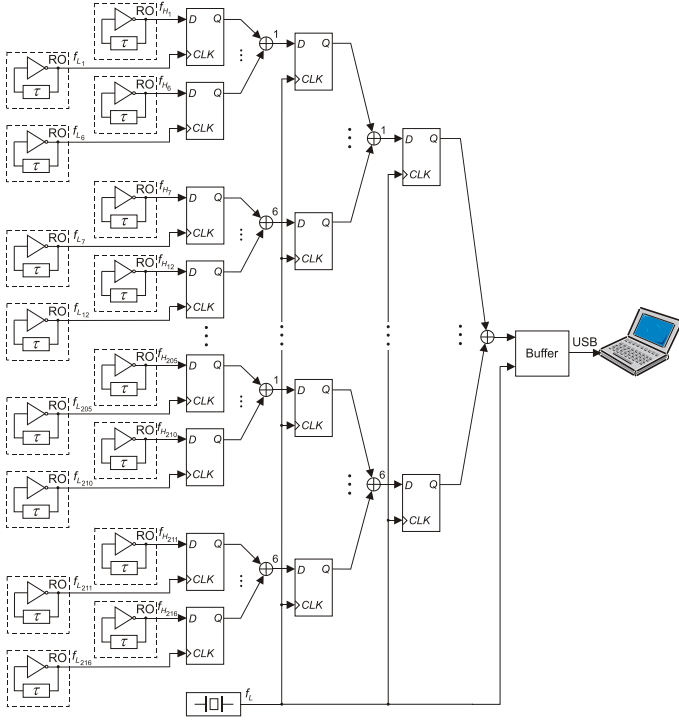 RO f_H1 D Q 1 D Q
RO f_L1 CLK CLK
τ
τ
RO f_H6 D Q
RO f_L6 CLK
τ
τ
1 D Q
CLK
RO f_H7 D Q 6 D Q
RO f_L7 CLK CLK
τ
τ
RO f_H12 D Q
RO f_L12 CLK
τ
τ
Buffer USB
RO f_H205 D Q 1 D Q
RO f_L205 CLK CLK
τ
τ
RO f_H210 D Q
RO f_L210 CLK
τ
τ
6 D Q
CLK
RO f_H211 D Q 6 D Q
RO f_L211 CLK CLK
τ
τ
RO f_H216 D Q
RO f_L216 CLK
τ
τ
f_L